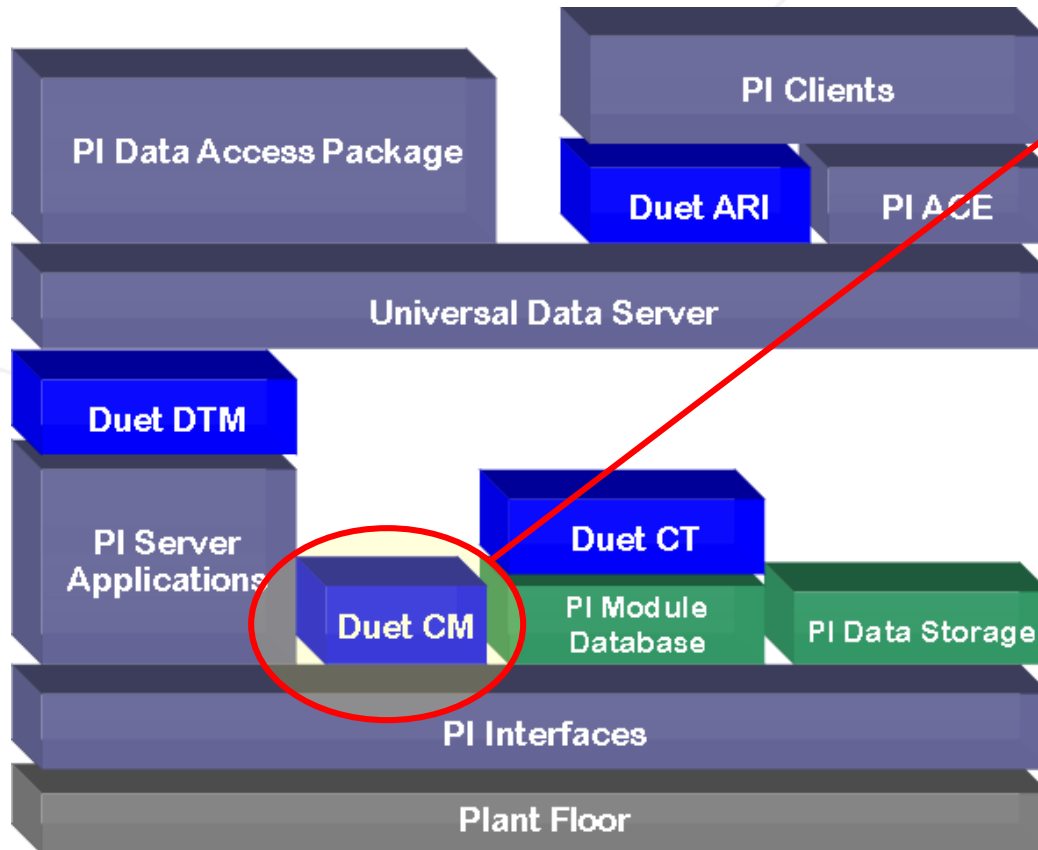 PI Clients
PI Data Access Package
Duet ARI
PI ACE
Universal Data Server
Duet DTM
PI Server
Applications
Duet CT
Duet CM
PI Module
Database
PI Data Storage
PI Interfaces
Plant Floor